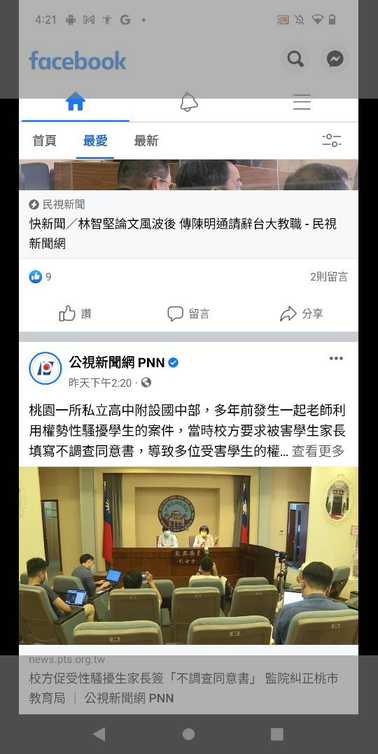 4:21
facebook
首頁 最愛 最新
民視新聞
快新聞／林智堅論文風波後 傳陳明通請辭台大教職 - 民視
新聞網
9 2則留言
讚 留言 分享
公視新聞網 PNN
昨天下午2:20 ·
桃園一所私立高中附設國中部，多年前發生一起老師利
用權勢性騷擾學生的案件，當時校方要求被害學生家長
填寫不調查同意書，導致多位受害學生的權... 查看更多
news.pts.org.tw
校方促受性騷擾生家長簽「不調查同意書」 監院糾正桃市
教育局 ｜ 公視新聞網 PNN